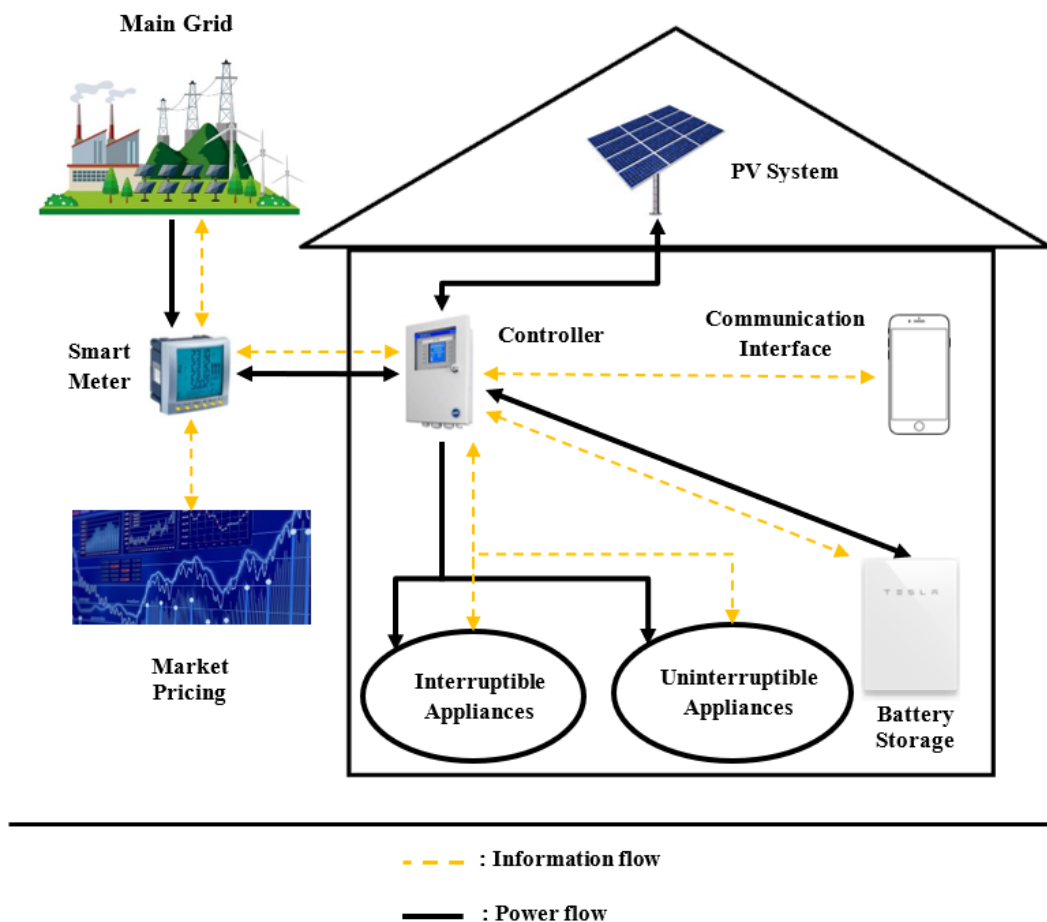 Main Grid
PV System
Smart
Meter
Controller
Communication
Interface
TESLA
Market
Pricing
Interruptible
Appliances
Uninterruptible
Appliances
Battery
Storage
: Information flow
: Power flow